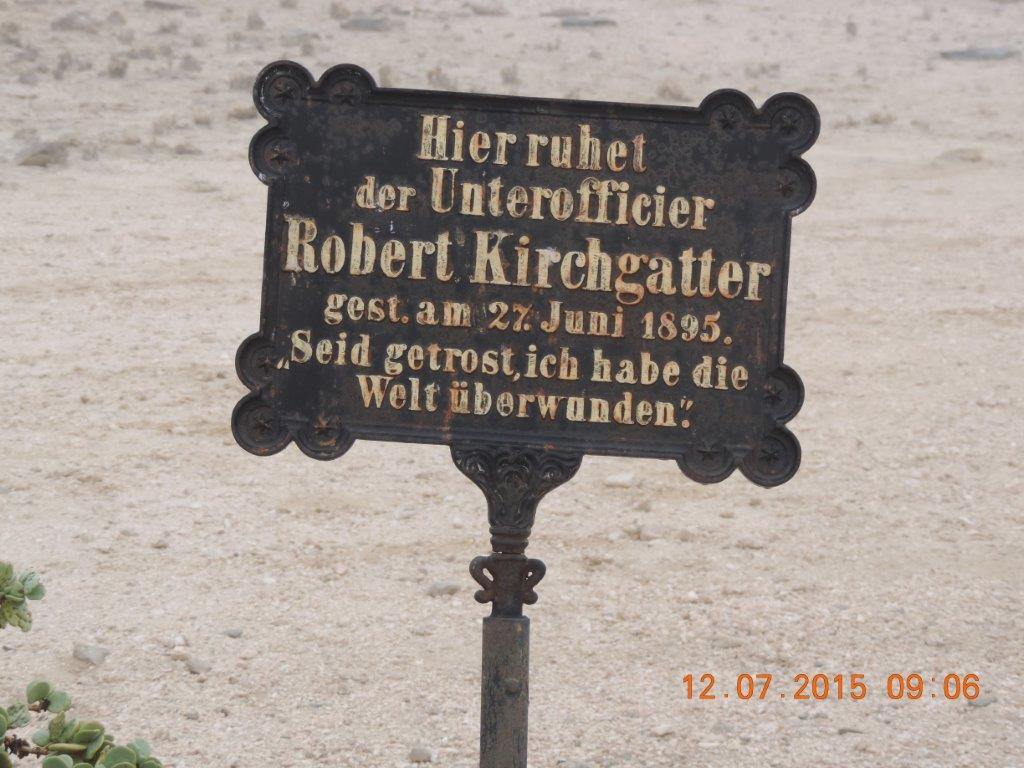 Hier ruhet
der Unterofficier
Robert Kirchgatter
gest. am 27. Juni 1895.
„Seid getrost, ich habe die
Welt überwunden."
12.07.2015 09:06